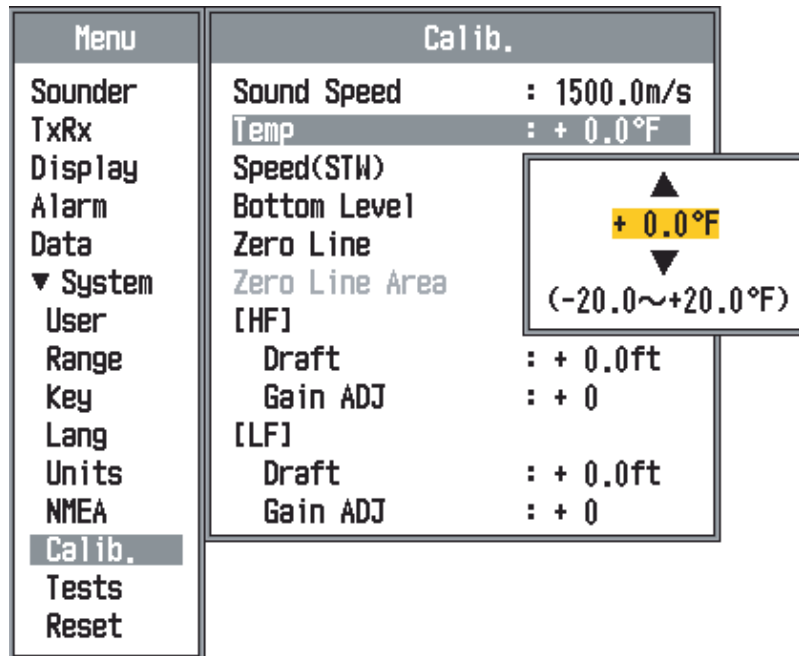 Menu
Sounder
TxRx
Display
Alarm
Data
▼ System
User
Range
Key
Lang
Units
NMEA
Calib.
Tests
Reset
Calib.
Sound Speed : 1500.0m/s
Temp : + 0.0°F
Speed(STW)
Bottom Level
Zero Line
Zero Line Area
[HF]
Draft : + 0.0ft
Gain ADJ : + 0
[LF]
Draft : + 0.0ft
Gain ADJ : + 0
▲
+ 0.0°F
▼
(-20.0～+20.0°F)